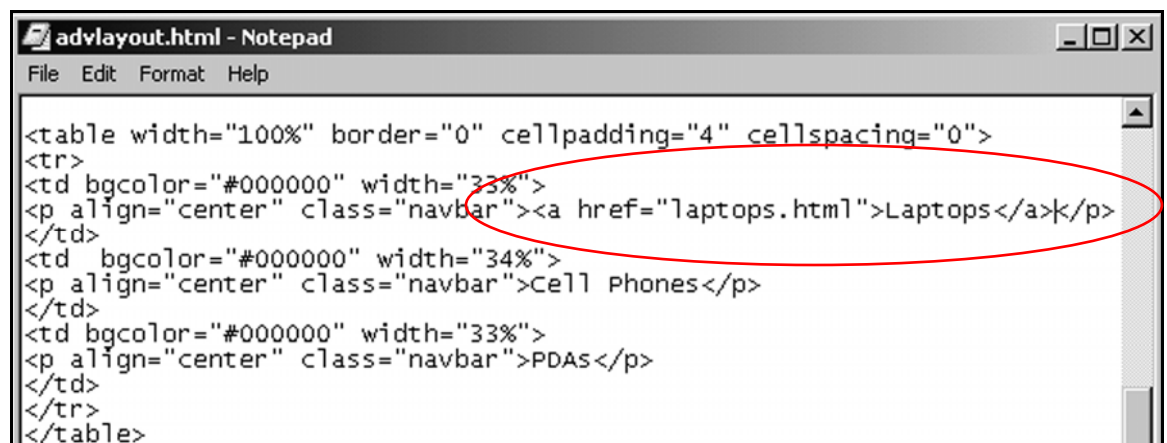 advlayout.html - Notepad
File Edit Format Help
<table width="100%" border="0" cellpadding="4" cellspacing="0">
<tr>
<td bgcolor="#000000" width="33%">
<p align="center" class="navbar"><a href="laptops.html">Laptops</a></p>
</td>
<td  bgcolor="#000000" width="34%">
<p align="center" class="navbar">Cell Phones</p>
</td>
<td bgcolor="#000000" width="33%">
<p align="center" class="navbar">PDAs</p>
</td>
</tr>
</table>